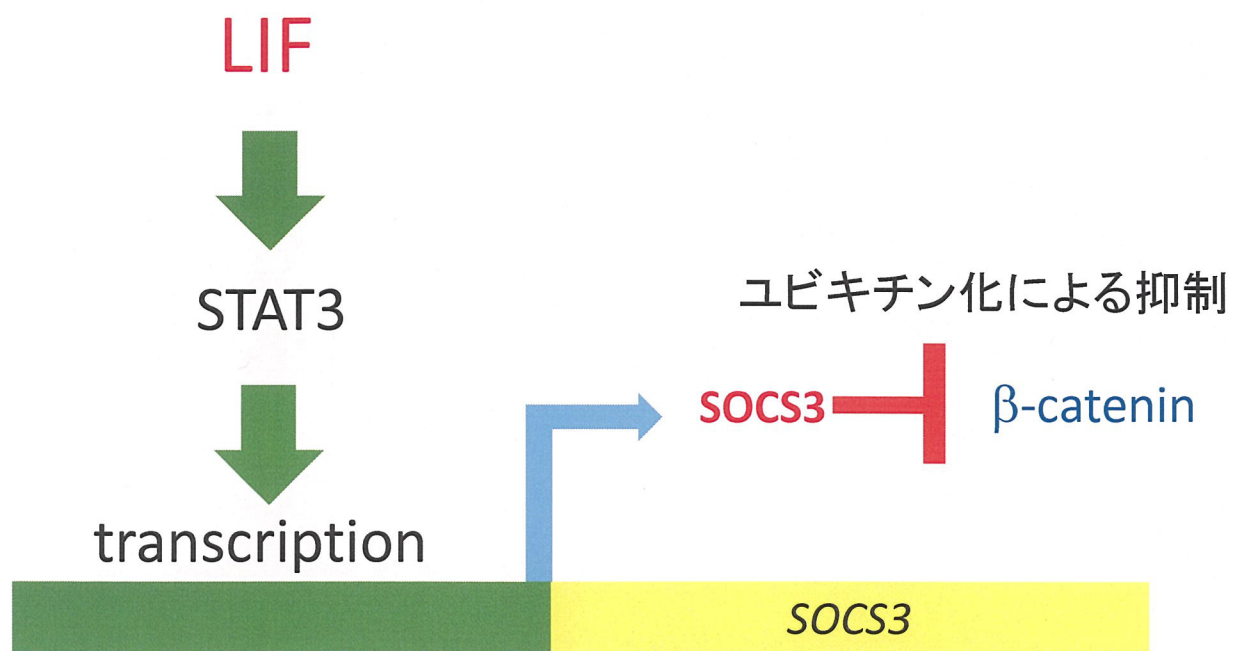 LIF
STAT3
ユビキチン化による抑制
SOCS3
β-catenin
transcription
SOCS3